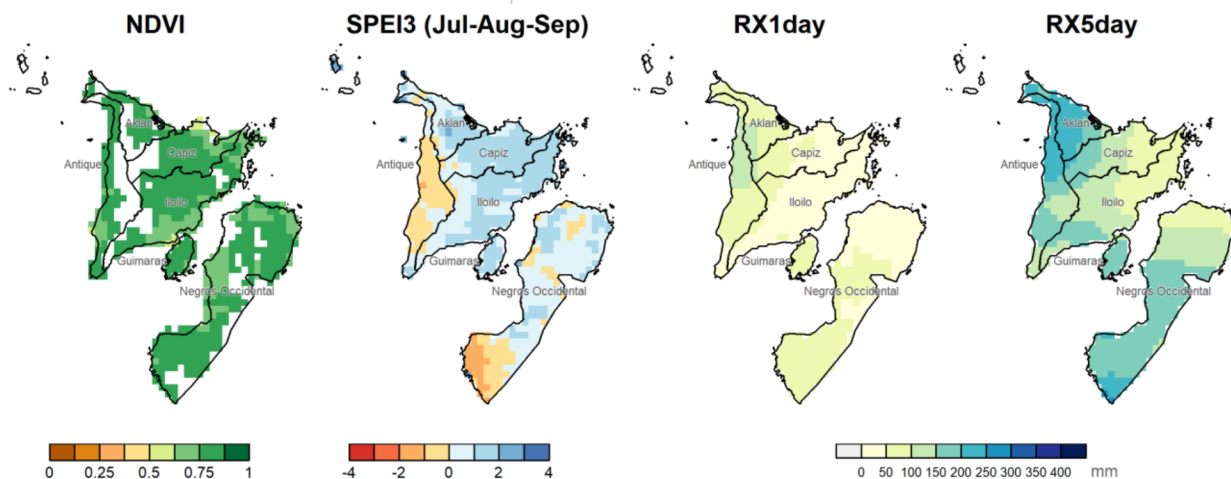 NDVI
SPEI3 (Jul-Aug-Sep)
RX1day
RX5day
Aklan
Capiz
Antique
Iloilo
Guimaras
Negros Occidental
Aklan
Capiz
Antique
Iloilo
Guimaras
Negros Occidental
Aklan
Capiz
Antique
Iloilo
Guimaras
Negros Occidental
Aklan
Capiz
Antique
Iloilo
Guimaras
Negros Occidental
0 0.25 0.5 0.75 1
-4 -2 0 2 4
0 50 100 150 200 250 300 350 400 mm